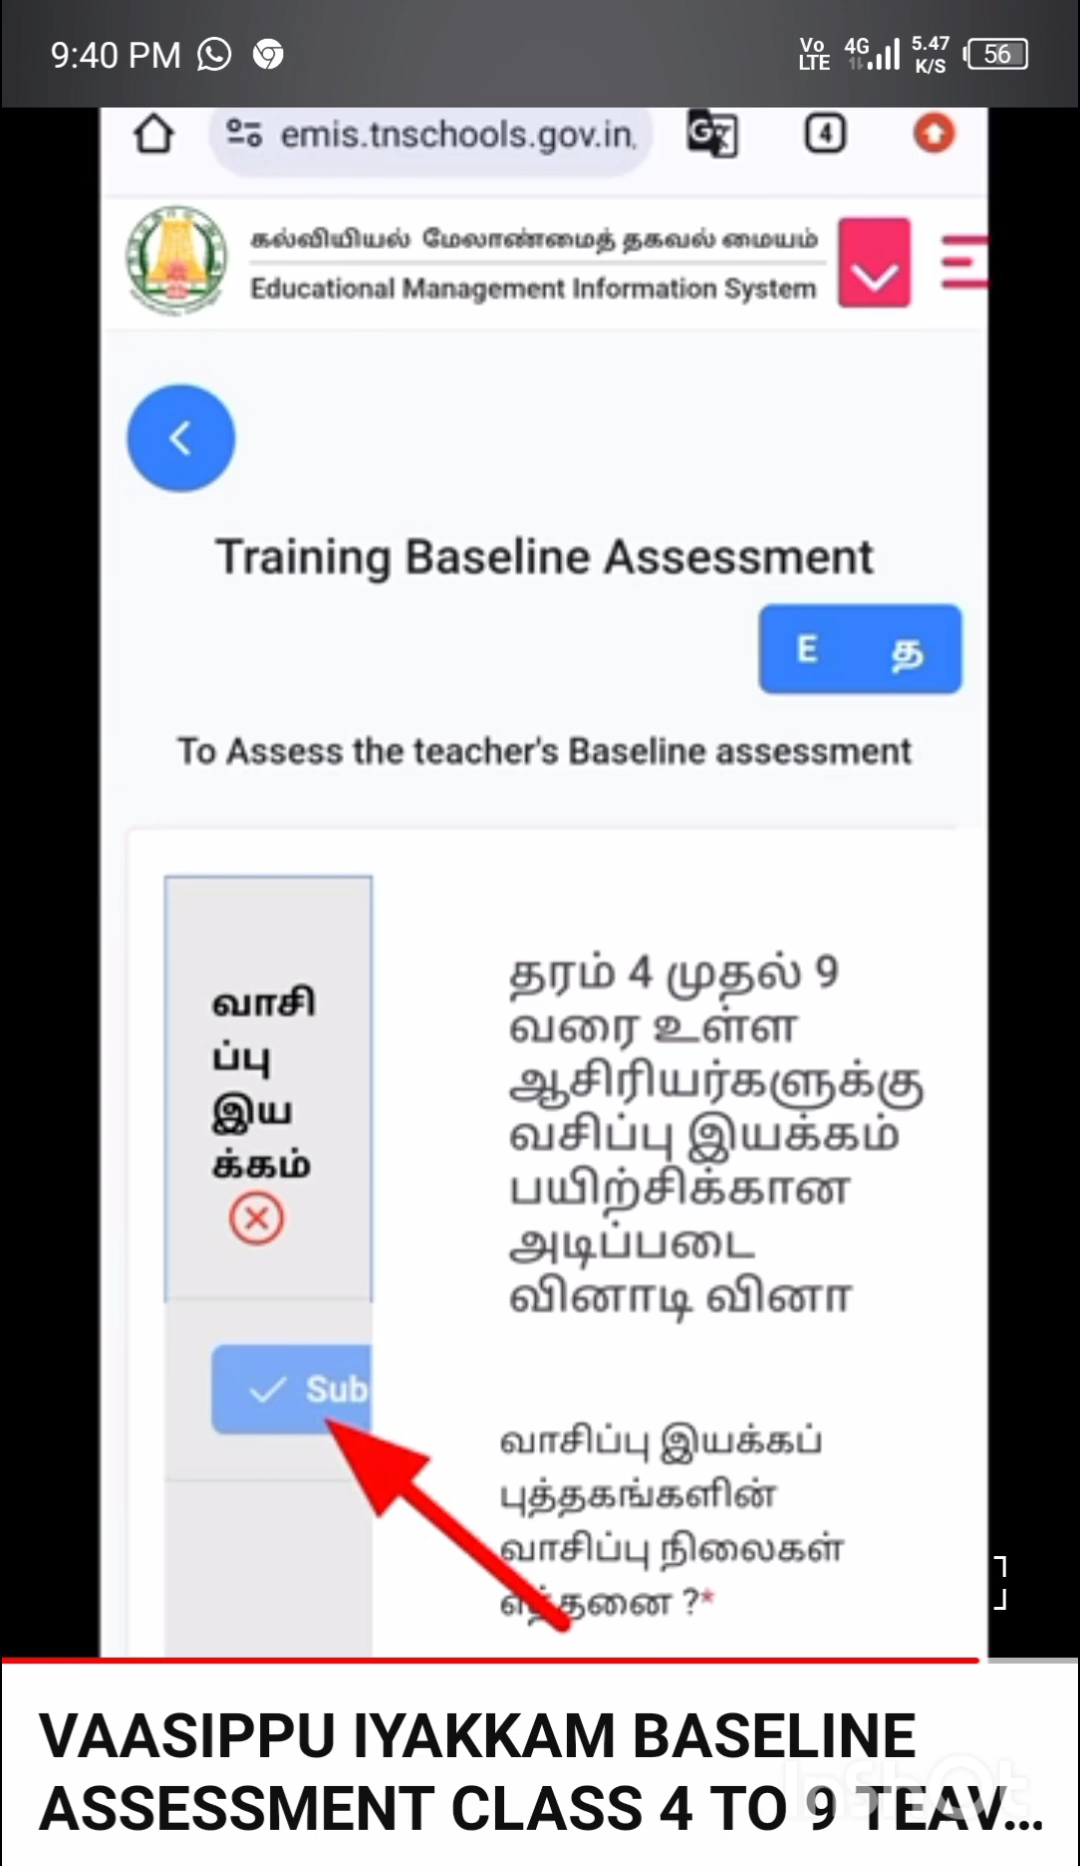 9:40 PM
Vo LTE 4G 5.47 K/S 56
emis.tnschools.gov.in, 4
கல்வியியல் மேலாண்மைத் தகவல் மையம்
Educational Management Information System
Training Baseline Assessment
E த
To Assess the teacher's Baseline assessment
வாசி
ப்பு
இய
க்கம்
Sub
தரம் 4 முதல் 9
வரை உள்ள
ஆசிரியர்களுக்கு
வசிப்பு இயக்கம்
பயிற்சிக்கான
அடிப்படை
வினாடி வினா
வாசிப்பு இயக்கப்
புத்தகங்களின்
வாசிப்பு நிலைகள்
எத்தனை ?*
VAASIPPU IYAKKAM BASELINE
ASSESSMENT CLASS 4 TO 9 TEAV...
InShOt